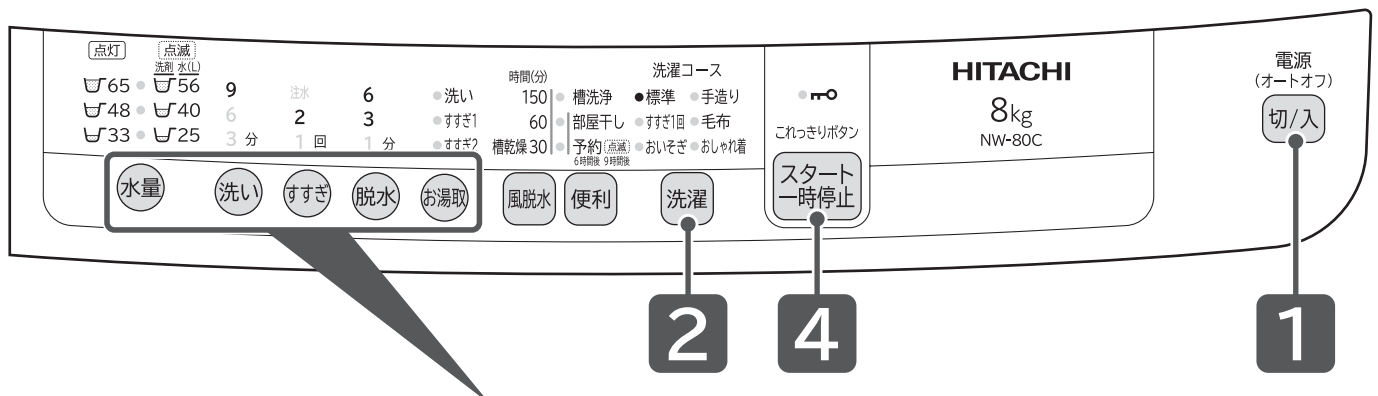 点灯 点滅
洗剤 水(L)
65 56
48 40
33 25
9
6
3 分
注水
2
1 回
6
3
1 分
洗い
すすぎ1
すすぎ2
時間(分)
150 槽洗浄
60 部屋干し
槽乾燥 30 予約 点滅
6時間後 9時間後
洗濯コース
標準 手造り
すすぎ1回 毛布
おいそぎ おしゃれ着
水量 洗い すすぎ 脱水 お湯取 風脱水 便利 洗濯
これっきりボタン
スタート
一時停止
HITACHI
8kg
NW-80C
電源
(オートオフ)
切/入
2 4 1